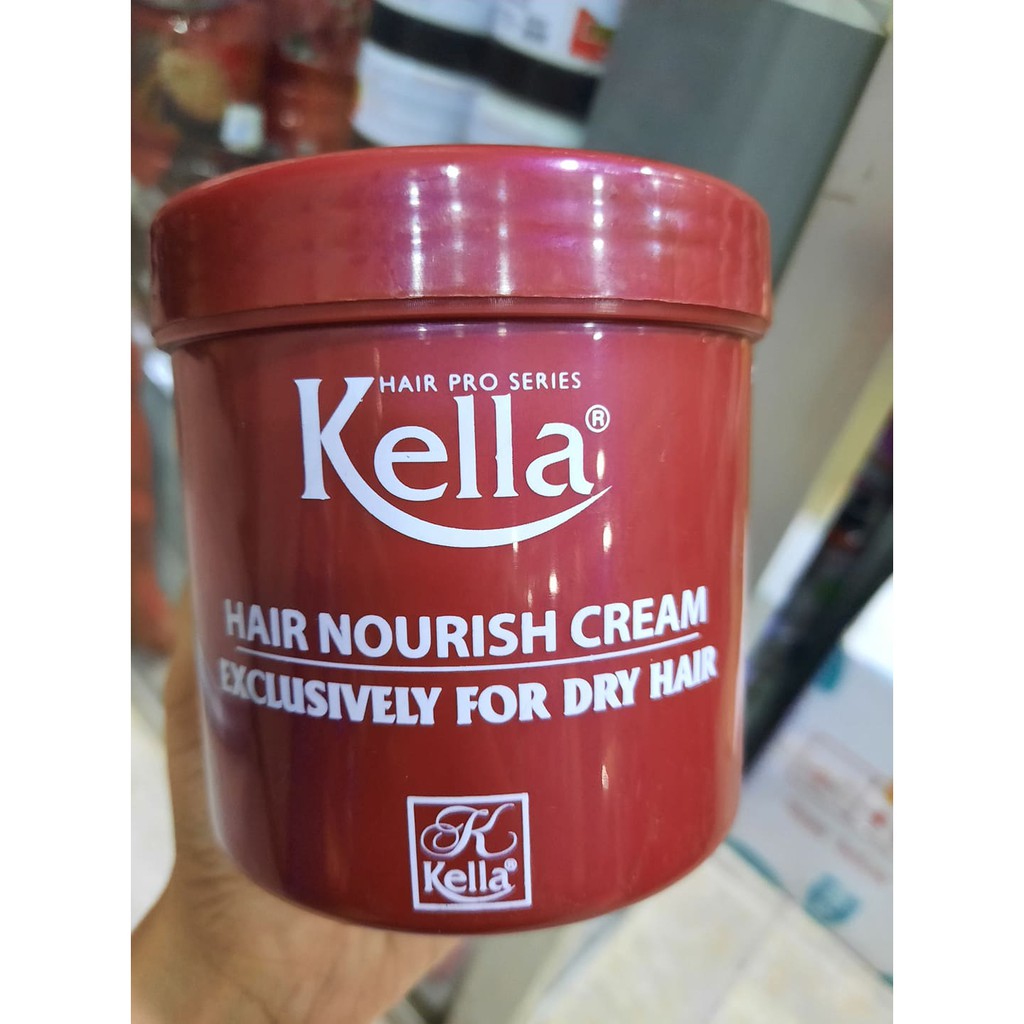 HAIR PRO SERIES
Kella®
HAIR NOURISH CREAM
EXCLUSIVELY FOR DRY HAIR
K
Kella®